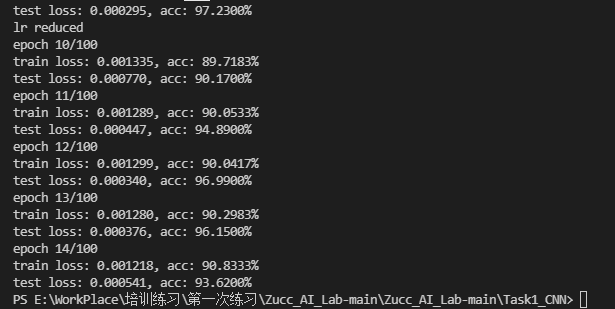 test loss: 0.000295, acc: 97.2300%
lr reduced
epoch 10/100
train loss: 0.001335, acc: 89.7183%
test loss: 0.000770, acc: 90.1700%
epoch 11/100
train loss: 0.001289, acc: 90.0533%
test loss: 0.000447, acc: 94.8900%
epoch 12/100
train loss: 0.001299, acc: 90.0417%
test loss: 0.000340, acc: 96.9900%
epoch 13/100
train loss: 0.001280, acc: 90.2983%
test loss: 0.000376, acc: 96.1500%
epoch 14/100
train loss: 0.001218, acc: 90.8333%
test loss: 0.000541, acc: 93.6200%
PS E:\WorkPlace\培训练习\第一次练习\Zucc_AI_Lab-main\Zucc_AI_Lab-main\Task1_CNN>